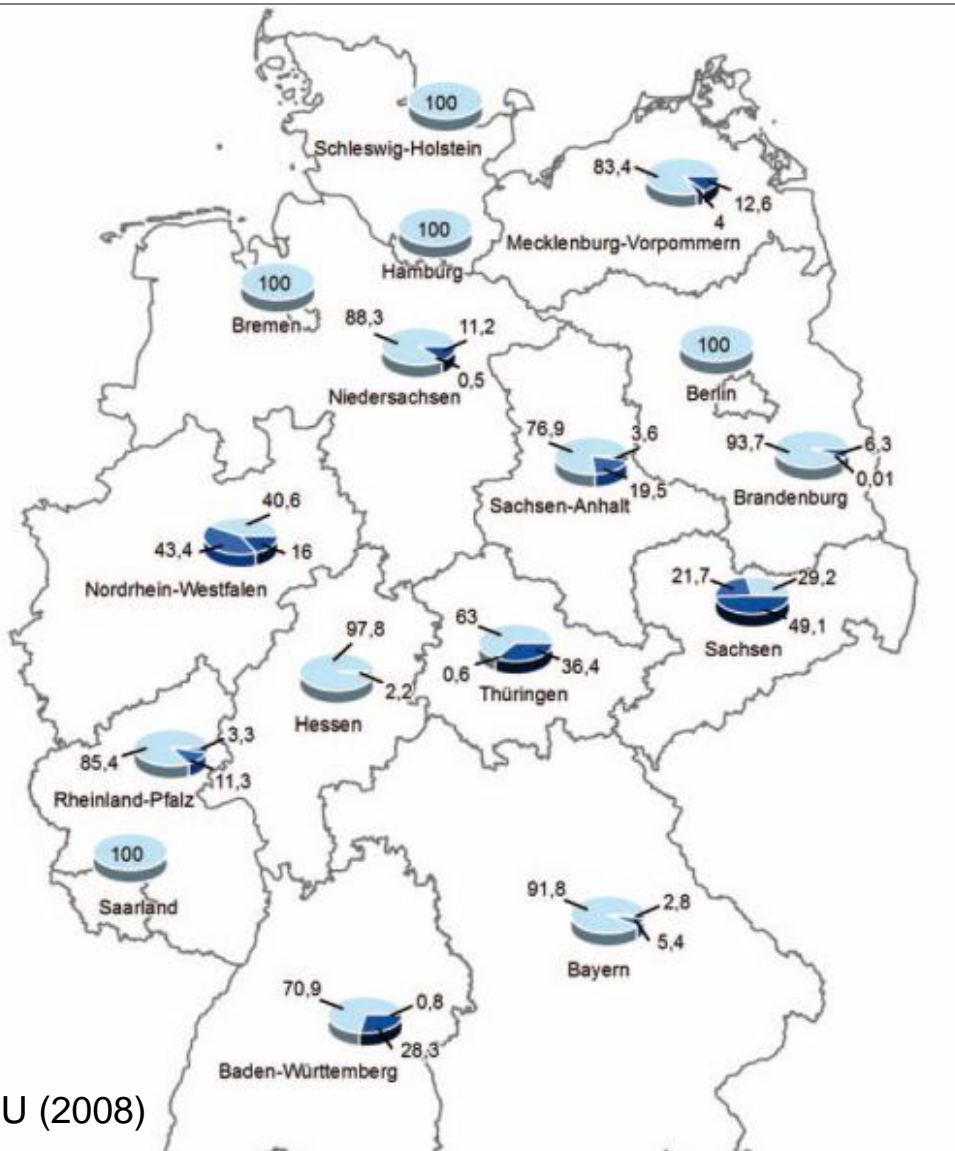 100
Schleswig-Holstein
83,4
12,6
4
Mecklenburg-Vorpommern
100
Hamburg
100
Bremen
88,3
11,2
0,5
Niedersachsen
100
Berlin
76,9
3,6
19,5
Sachsen-Anhalt
93,7
6,3
0,01
Brandenburg
40,6
43,4
16
Nordrhein-Westfalen
21,7
29,2
49,1
Sachsen
97,8
2,2
Hessen
63
0,6
36,4
Thüringen
85,4
3,3
11,3
Rheinland-Pfalz
100
Saarland
91,8
2,8
5,4
Bayern
70,9
0,8
28,3
Baden-Württemberg
U (2008)